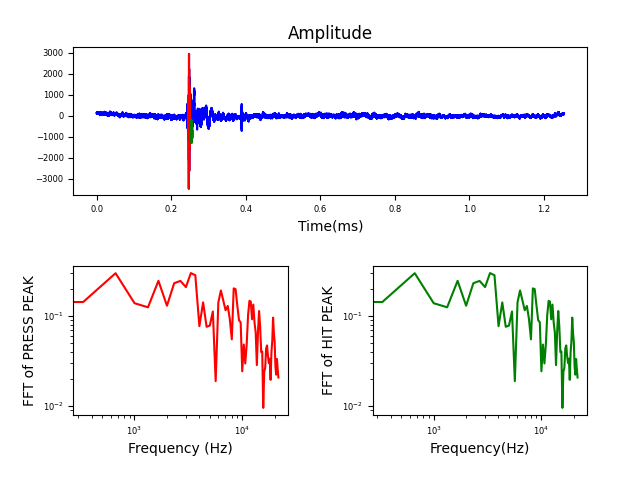 Amplitude
3000
2000
1000
0
−1000
−2000
−3000
0.0 0.2 0.4 0.6 0.8 1.0 1.2
Time(ms)
FFT of PRESS PEAK
10⁻¹
10⁻²
10³ 10⁴
Frequency (Hz)
FFT of HIT PEAK
10⁻¹
10⁻²
10³ 10⁴
Frequency(Hz)